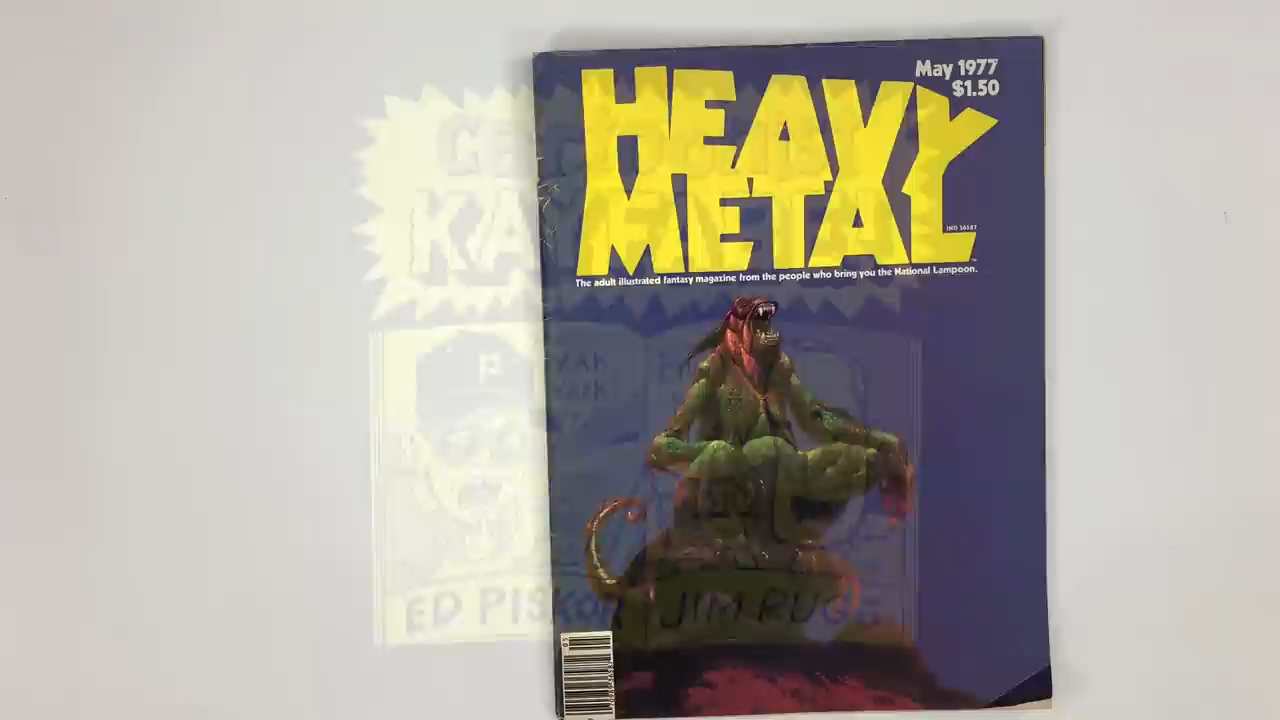 May 1977
$1.50
HEAVY
METAL
The adult illustrated fantasy magazine from the people who bring you the National Lampoon.
ED PISKOR
JIM RUGG